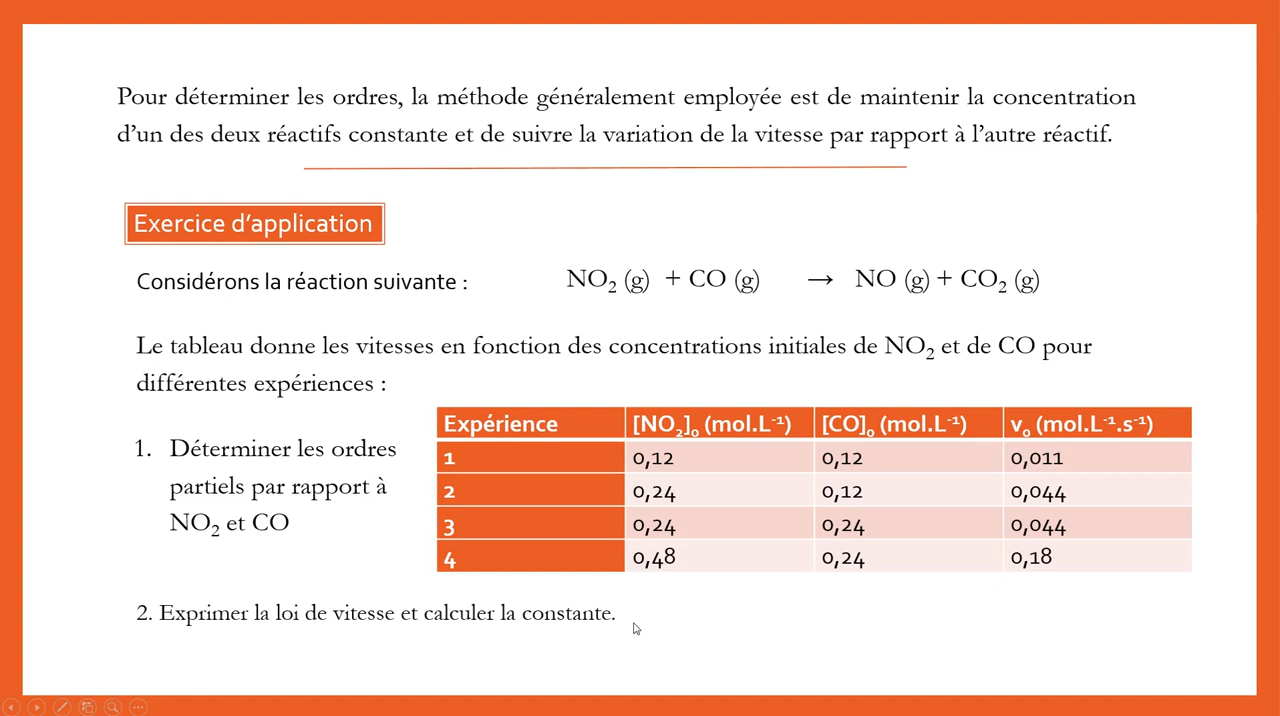 Pour déterminer les ordres, la méthode généralement employée est de maintenir la concentration
d’un des deux réactifs constante et de suivre la variation de la vitesse par rapport à l’autre réactif.
Exercice d’application
Considérons la réaction suivante : NO₂ (g) + CO (g) → NO (g) + CO₂ (g)
Le tableau donne les vitesses en fonction des concentrations initiales de NO₂ et de CO pour
différentes expériences :
1. Déterminer les ordres
partiels par rapport à
NO₂ et CO
Expérience [NO₂]₀ (mol.L⁻¹) [CO]₀ (mol.L⁻¹) v₀ (mol.L⁻¹.s⁻¹)
1 0,12 0,12 0,011
2 0,24 0,12 0,044
3 0,24 0,24 0,044
4 0,48 0,24 0,18
2. Exprimer la loi de vitesse et calculer la constante.